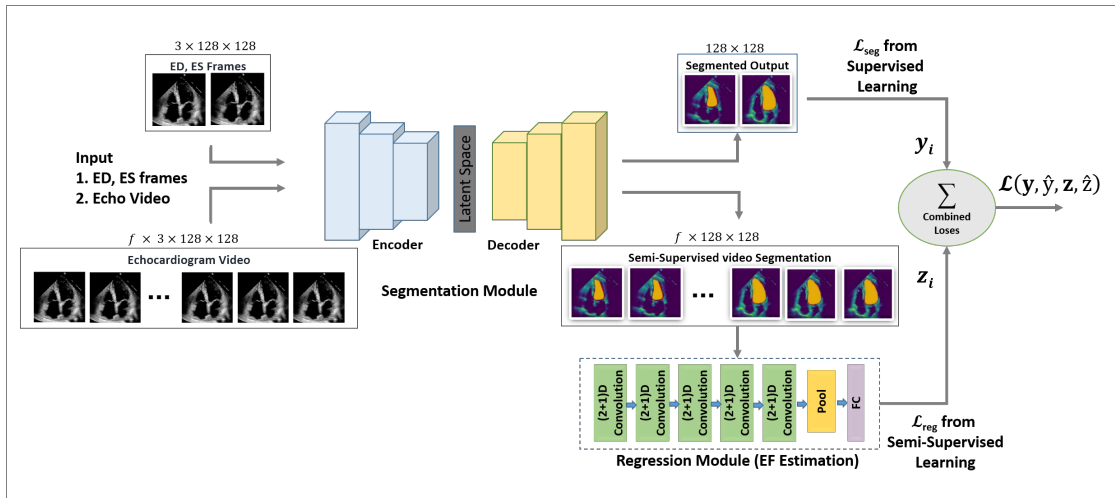 3 × 128 × 128
ED, ES Frames
Input
1. ED, ES frames
2. Echo Video
f × 3 × 128 × 128
Echocardiogram Video
...
Encoder
Latent Space
Decoder
Segmentation Module
128 × 128
Segmented Output
f × 128 × 128
Semi-Supervised video Segmentation
...
(2+1)D
Convolution
(2+1)D
Convolution
(2+1)D
Convolution
(2+1)D
Convolution
(2+1)D
Convolution
Pool
FC
Regression Module (EF Estimation)
ℒseg from
Supervised
Learning
yᵢ
∑
Combined
Loses
ℒ(y, ŷ, z, ẑ)
zᵢ
ℒreg from
Semi-Supervised
Learning